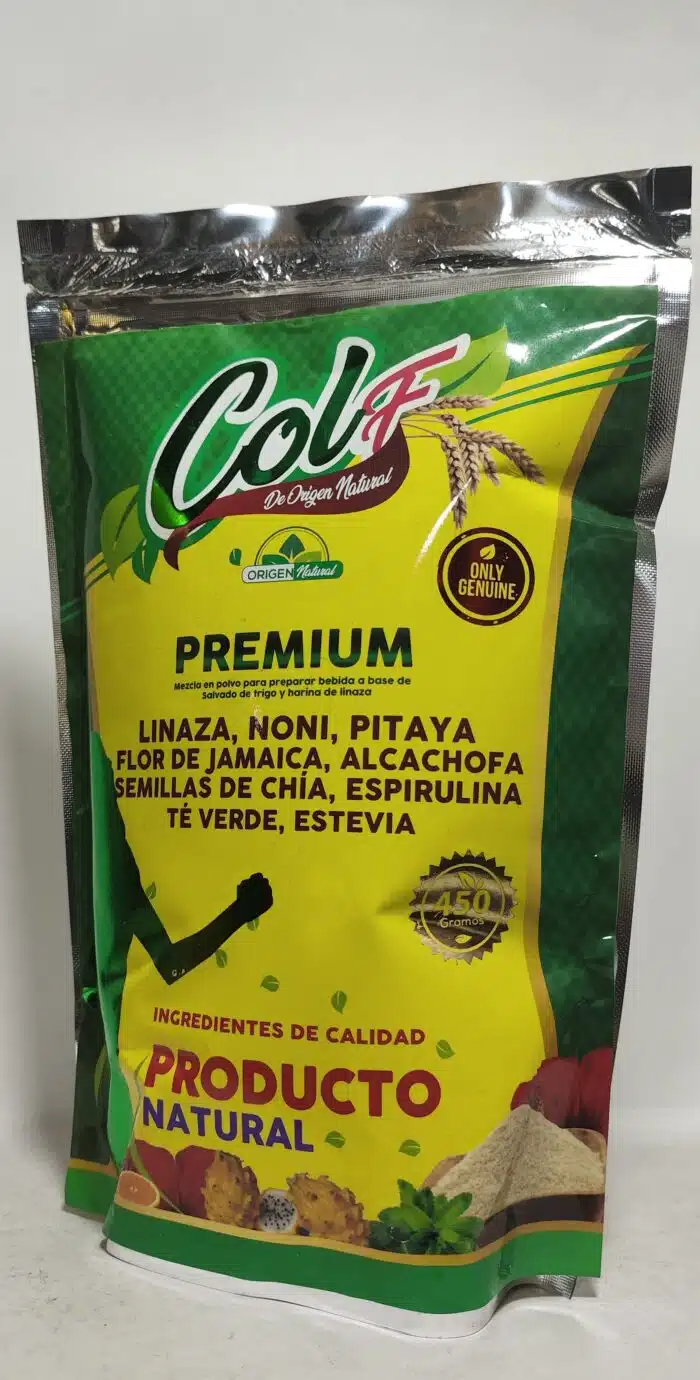 ColF
De Origen Natural
ORIGEN Natural
ONLY
GENUINE
PREMIUM
Mezcla en polvo para preparar bebida a base de
Salvado de trigo y harina de linaza
LINAZA, NONI, PITAYA
FLOR DE JAMAICA, ALCACHOFA
SEMILLAS DE CHÍA, ESPIRULINA
TÉ VERDE, ESTEVIA
450
Gramos
INGREDIENTES DE CALIDAD
PRODUCTO
NATURAL